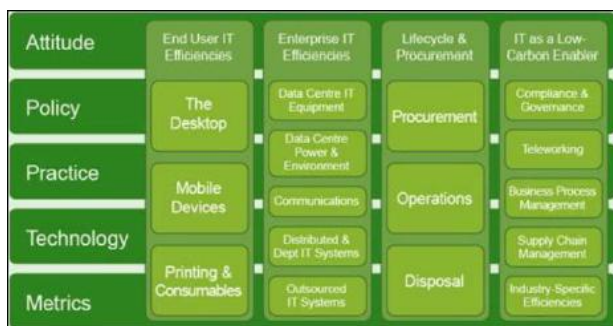 Attitude
Policy
Practice
Technology
Metrics
End User IT
Efficiencies
The
Desktop
Mobile
Devices
Printing &
Consumables
Enterprise IT
Efficiencies
Data Centre IT
Equipment
Data Centre
Power &
Environment
Communications
Distributed &
Dept IT Systems
Outsourced
IT Systems
Lifecycle &
Procurement
Procurement
Operations
Disposal
IT as a Low-
Carbon Enabler
Compliance &
Governance
Teleworking
Business Process
Management
Supply Chain
Management
Industry-Specific
Efficiencies